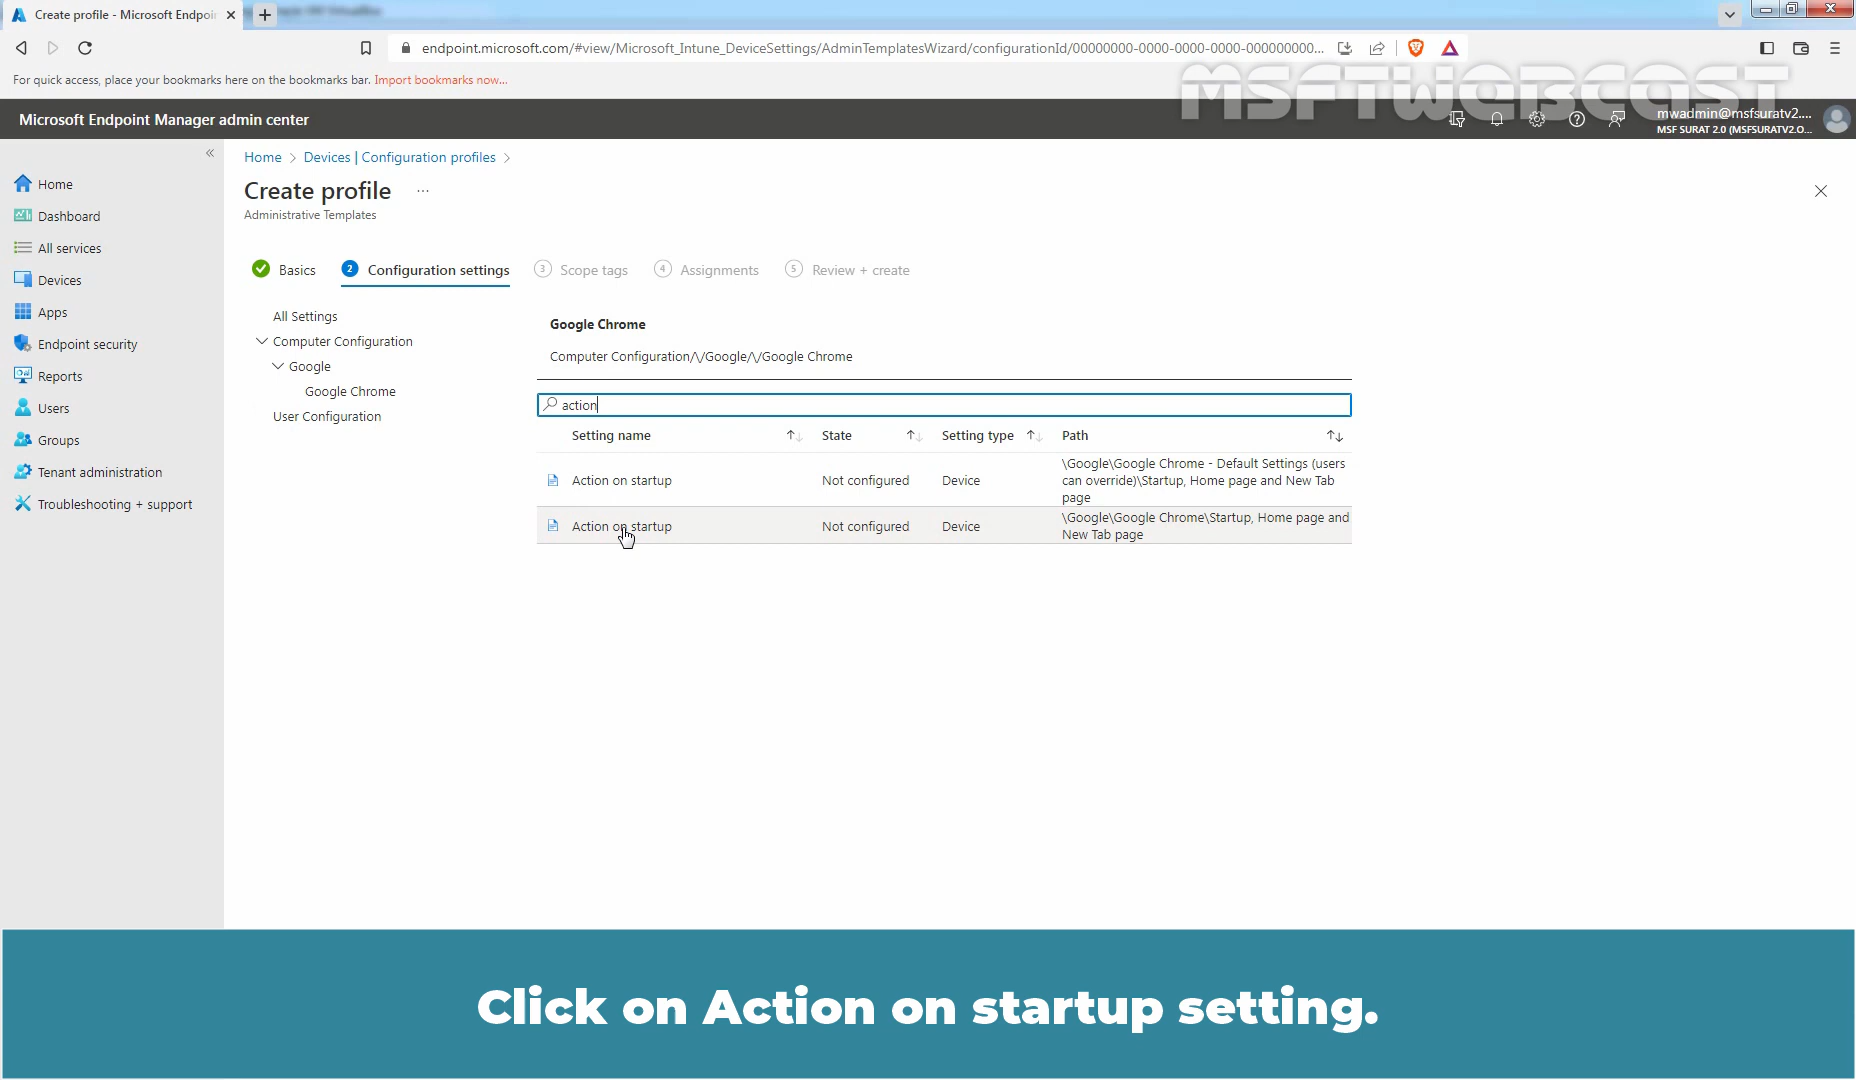 Create profile - Microsoft Endpoin
For quick access, place your bookmarks here on the bookmarks bar. Import bookmarks now...
endpoint.microsoft.com/#view/Microsoft_Intune_DeviceSettings/AdminTemplatesWizard/configurationId/00000000-0000-0000-0000-000000000...
MSFTWEBCAST
Microsoft Endpoint Manager admin center
mwadmin@msfsuratv2....
MSF SURAT 2.0 (MSFSURATV2.O...
Home
Dashboard
All services
Devices
Apps
Endpoint security
Reports
Users
Groups
Tenant administration
Troubleshooting + support
Home > Devices | Configuration profiles >
Create profile ...
Administrative Templates
Basics 2 Configuration settings 3 Scope tags 4 Assignments 5 Review + create
All Settings
Computer Configuration
Google
Google Chrome
User Configuration
Google Chrome
Computer Configuration/\/Google/\/Google Chrome
action
Setting name State Setting type Path
Action on startup Not configured Device \Google\Google Chrome - Default Settings (users
can override)\Startup, Home page and New Tab
page
Action on startup Not configured Device \Google\Google Chrome\Startup, Home page and
New Tab page
Click on Action on startup setting.